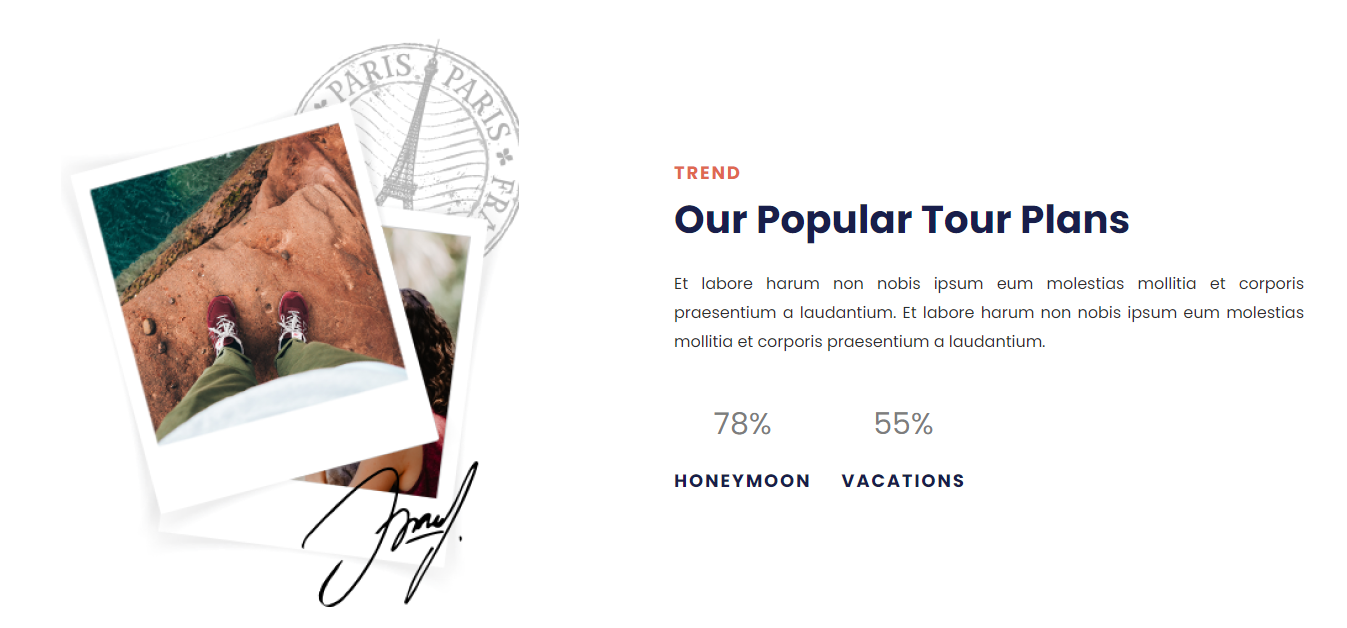 PARIS PARIS FRA
TREND
Our Popular Tour Plans
Et labore harum non nobis ipsum eum molestias mollitia et corporis
praesentium a laudantium. Et labore harum non nobis ipsum eum molestias
mollitia et corporis praesentium a laudantium.
78% 55%
HONEYMOON VACATIONS